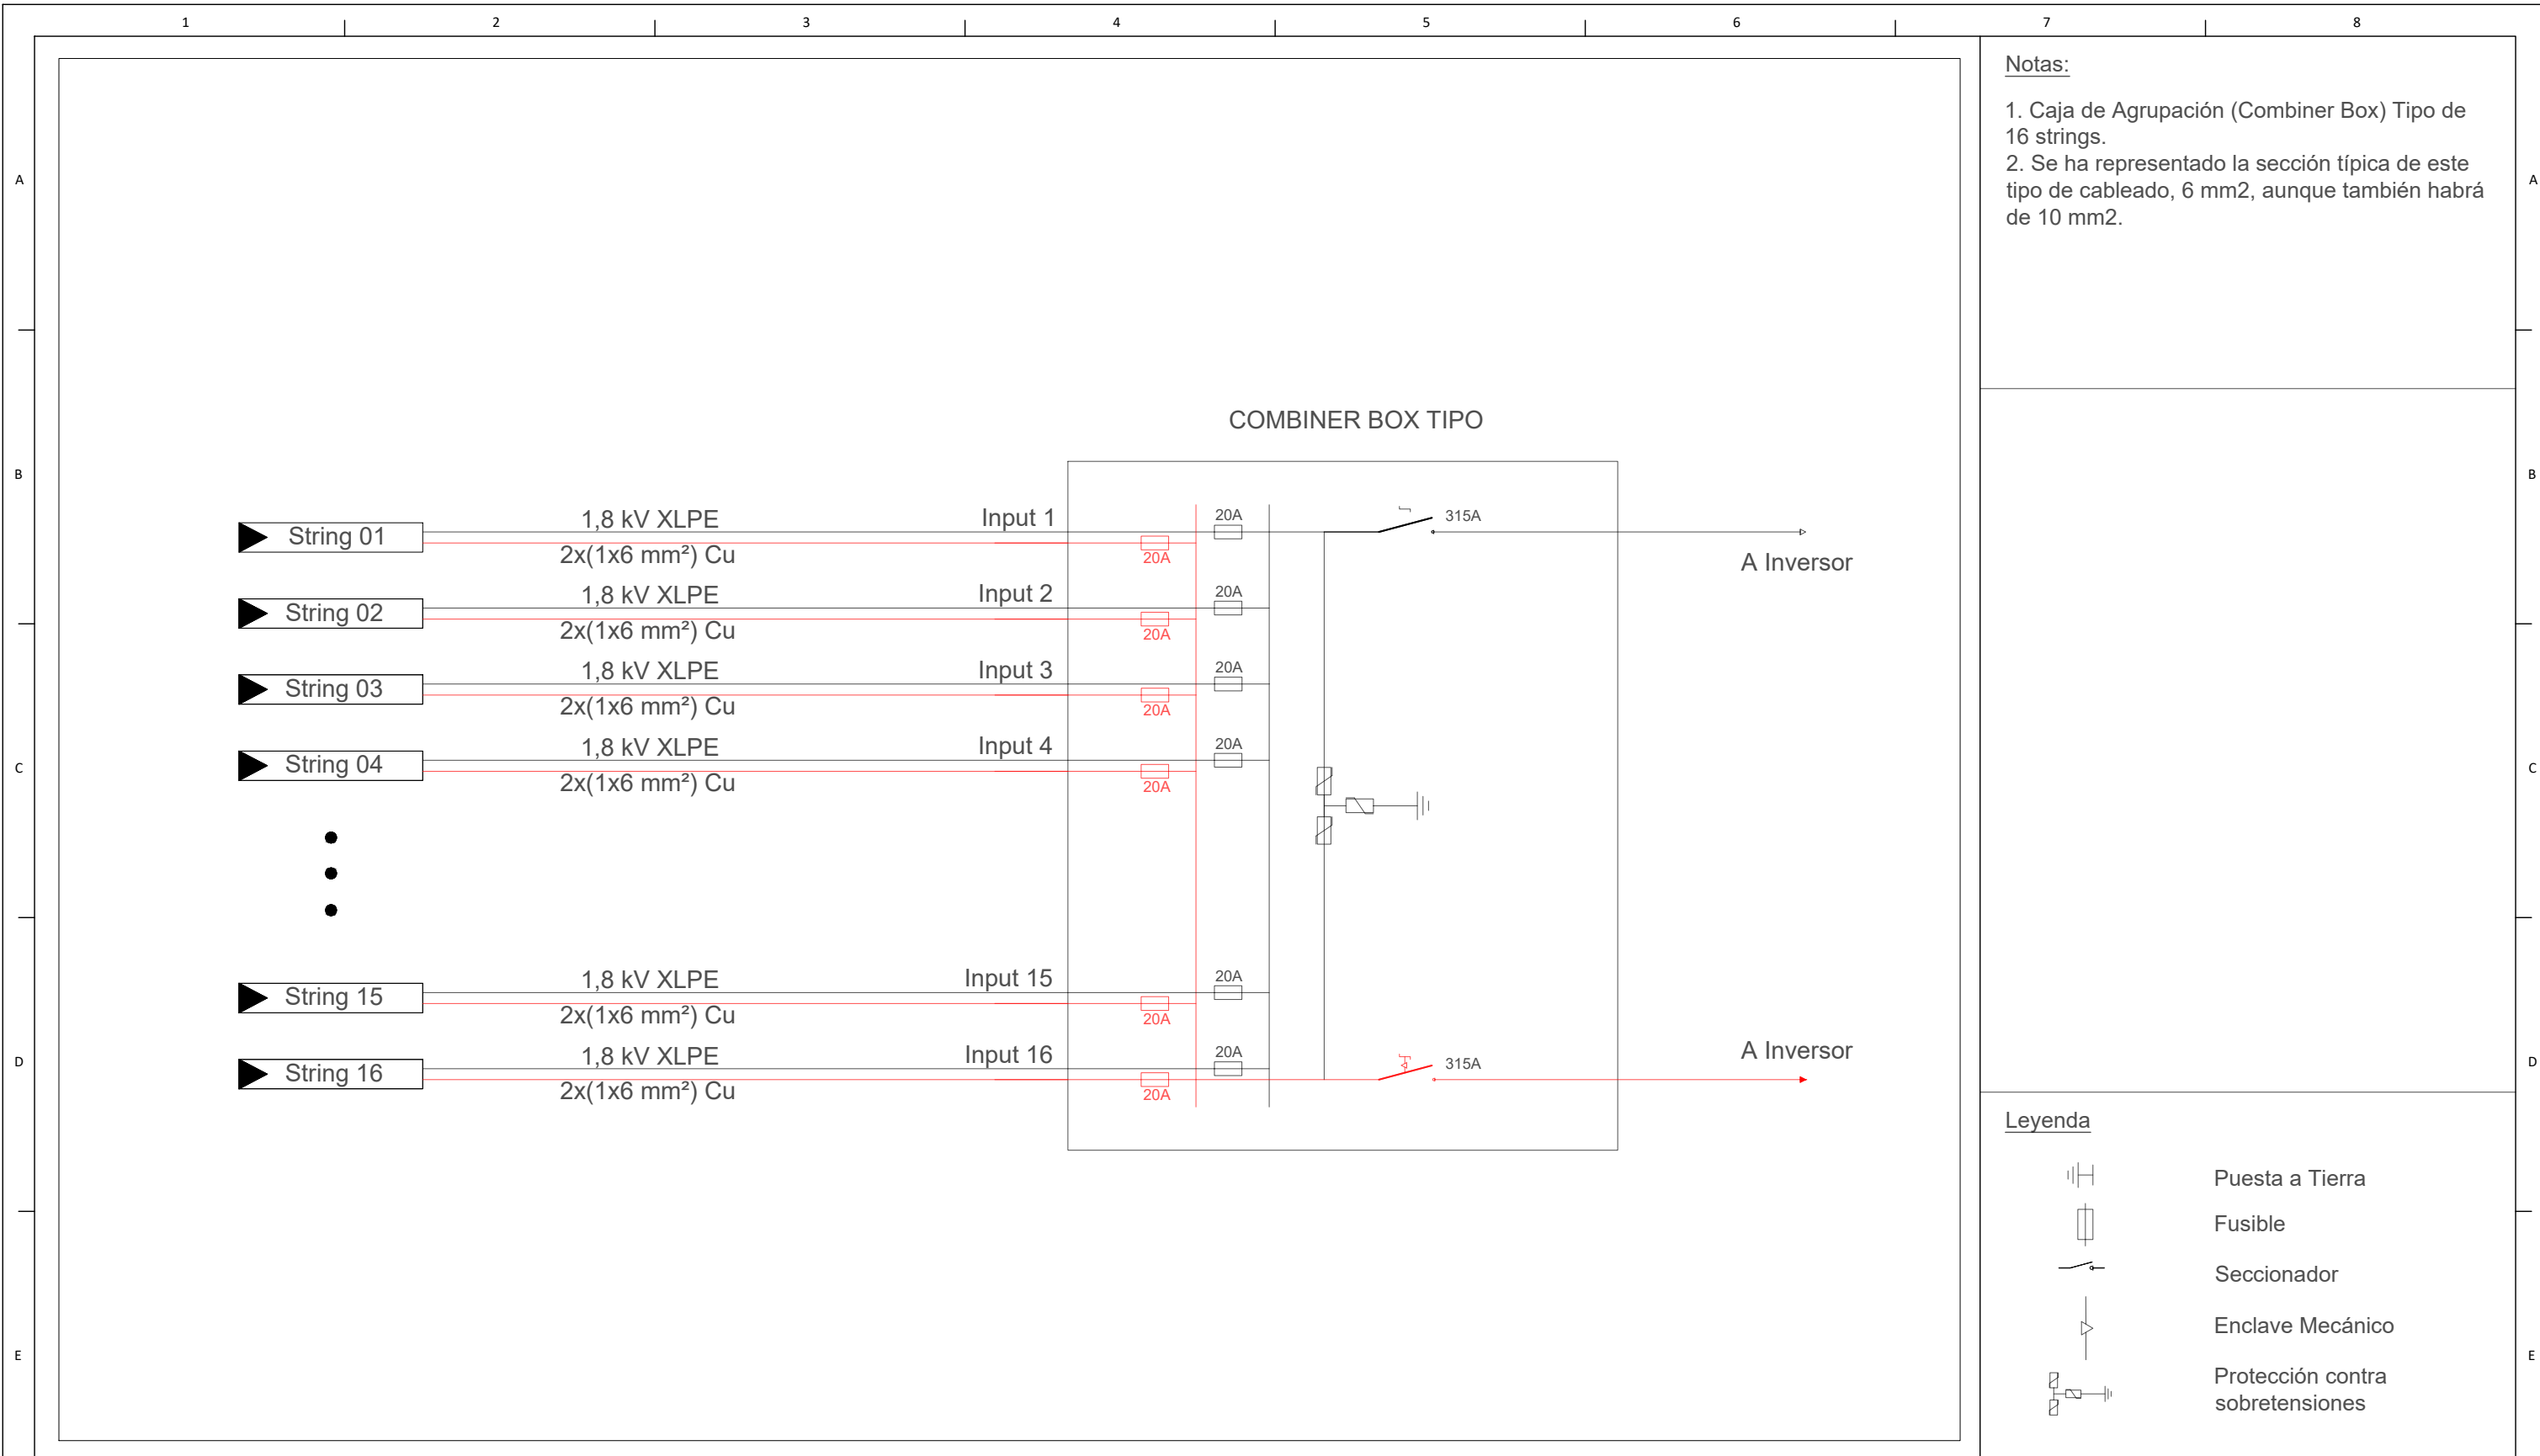 1 2 3 4 5 6 7 8
Notas:
1. Caja de Agrupación (Combiner Box) Tipo de
16 strings.
2. Se ha representado la sección típica de este
tipo de cableado, 6 mm2, aunque también habrá
de 10 mm2.
A A
COMBINER BOX TIPO
B B
String 01
1,8 kV XLPE
2x(1x6 mm²) Cu
Input 1
20A
20A
315A
A Inversor
String 02
1,8 kV XLPE
2x(1x6 mm²) Cu
Input 2
20A
20A
String 03
1,8 kV XLPE
2x(1x6 mm²) Cu
Input 3
20A
20A
String 04
1,8 kV XLPE
2x(1x6 mm²) Cu
Input 4
20A
20A
C C
String 15
1,8 kV XLPE
2x(1x6 mm²) Cu
Input 15
20A
20A
String 16
1,8 kV XLPE
2x(1x6 mm²) Cu
Input 16
20A
20A
315A
A Inversor
D D
Leyenda
Puesta a Tierra
Fusible
Seccionador
Enclave Mecánico
Protección contra
sobretensiones
E E